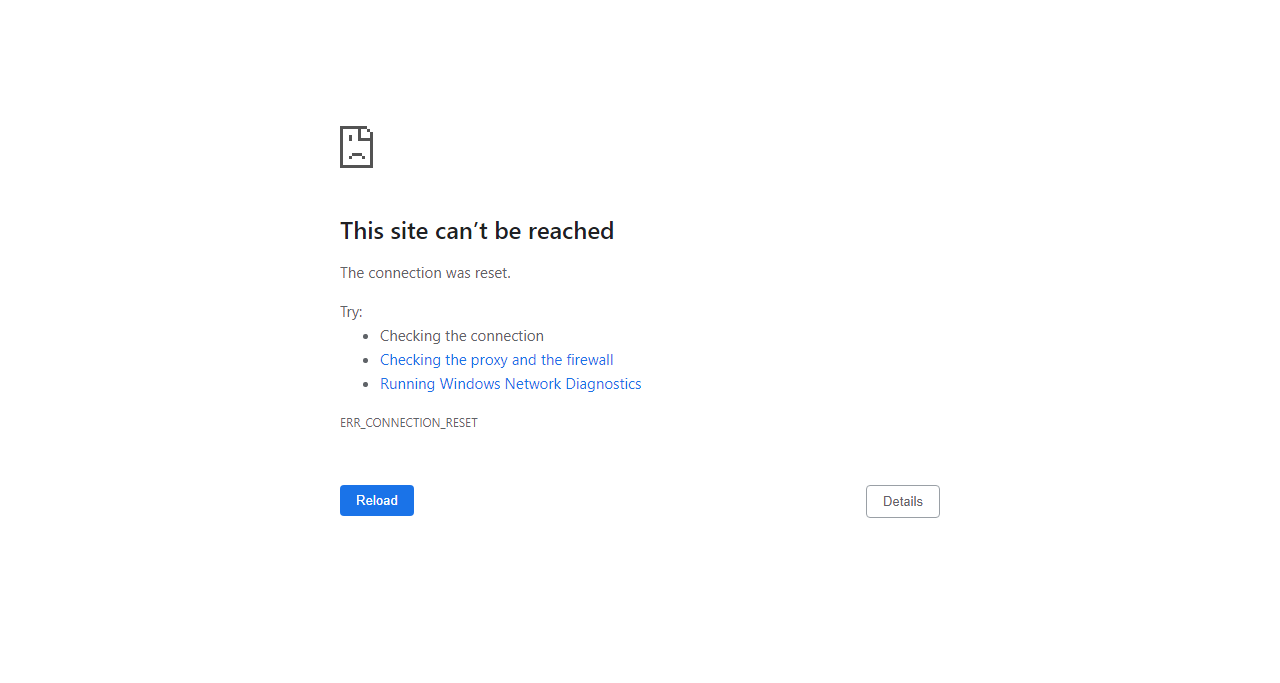 This site can’t be reached
The connection was reset.
Try:
Checking the connection
Checking the proxy and the firewall
Running Windows Network Diagnostics
ERR_CONNECTION_RESET
Reload
Details